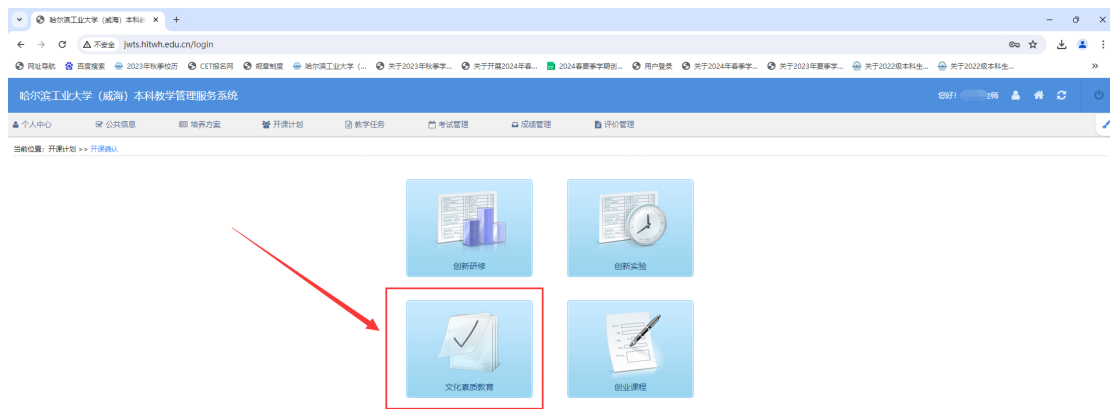 哈尔滨工业大学（威海）本科 ×
不安全 jwts.hitwh.edu.cn/login
网址导航 百度搜索 2023年秋季校历 CET报名网 规章制度 哈尔滨工业大学（... 关于2023年秋季学... 关于开展2024年春... 2024春夏季学期创... 用户登录 关于2024年春季学... 关于2023年夏季学... 关于2022级本科生... 关于2022级本科生... »
哈尔滨工业大学（威海）本科教学管理服务系统 您好！ 师
个人中心 公共信息 培养方案 开课计划 教学任务 考试管理 成绩管理 评价管理
当前位置：开课计划 >> 开课确认
创新研修 创新实验
文化素质教育 创业课程